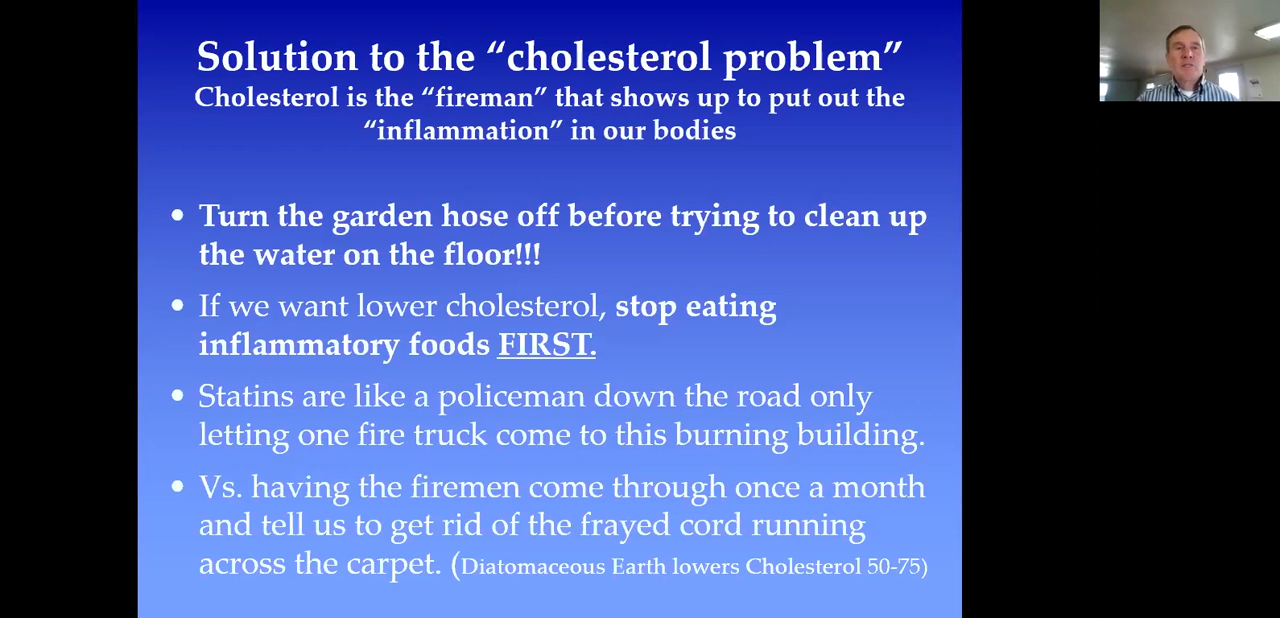 Solution to the “cholesterol problem”
Cholesterol is the “fireman” that shows up to put out the
“inflammation” in our bodies
• Turn the garden hose off before trying to clean up
the water on the floor!!!
• If we want lower cholesterol, stop eating
inflammatory foods FIRST.
• Statins are like a policeman down the road only
letting one fire truck come to this burning building.
• Vs. having the firemen come through once a month
and tell us to get rid of the frayed cord running
across the carpet. (Diatomaceous Earth lowers Cholesterol 50-75)